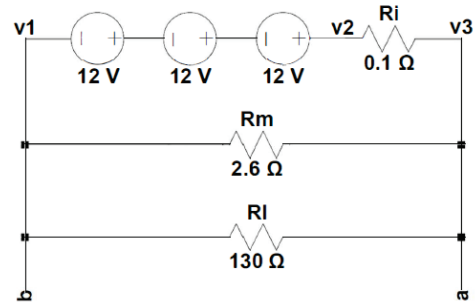 v1 v2 Ri v3
12 V 12 V 12 V 0.1 Ω
Rm
2.6 Ω
Rl
130 Ω
b a